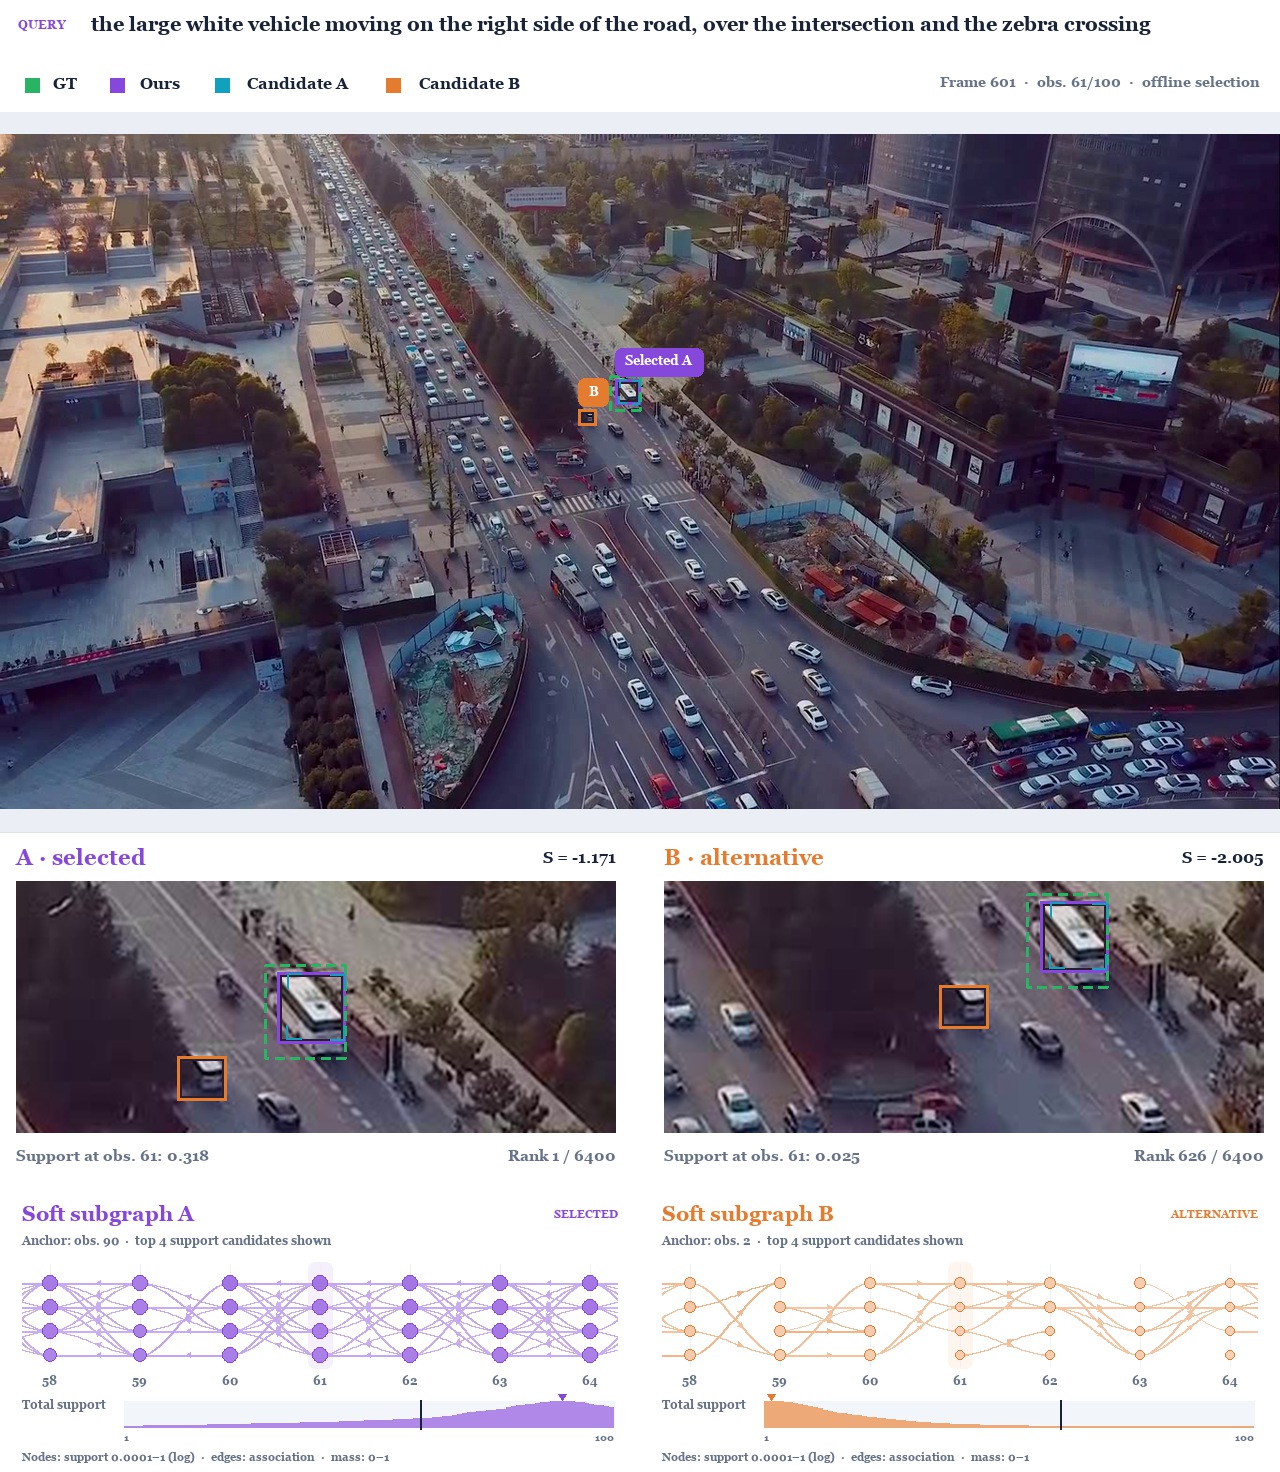 QUERY the large white vehicle moving on the right side of the road, over the intersection and the zebra crossing
GT Ours Candidate A Candidate B Frame 601 · obs. 61/100 · offline selection
Selected A
B
A · selected S = -1.171
B · alternative S = -2.005
Support at obs. 61: 0.318 Rank 1 / 6400
Support at obs. 61: 0.025 Rank 626 / 6400
Soft subgraph A SELECTED
Anchor: obs. 90 · top 4 support candidates shown
58 59 60 61 62 63 64
Total support
1 100
Nodes: support 0.0001–1 (log) · edges: association · mass: 0–1
Soft subgraph B ALTERNATIVE
Anchor: obs. 2 · top 4 support candidates shown
58 59 60 61 62 63 64
Total support
1 100
Nodes: support 0.0001–1 (log) · edges: association · mass: 0–1